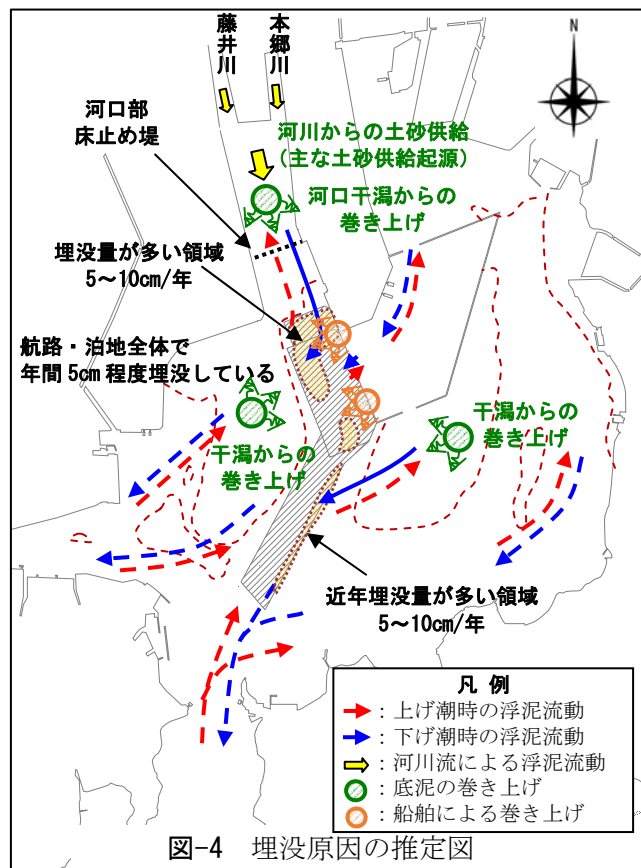 藤井川
本郷川
N
河口部
床止め堤
河川からの土砂供給
(主な土砂供給起源)
河口干潟からの
巻き上げ
埋没量が多い領域
5～10cm/年
航路・泊地全体で
年間 5cm 程度埋没している
干潟からの
巻き上げ
干潟からの
巻き上げ
近年埋没量が多い領域
5～10cm/年
凡 例
：上げ潮時の浮泥流動
：下げ潮時の浮泥流動
：河川流による浮泥流動
：底泥の巻き上げ
：船舶による巻き上げ
図-4 埋没原因の推定図